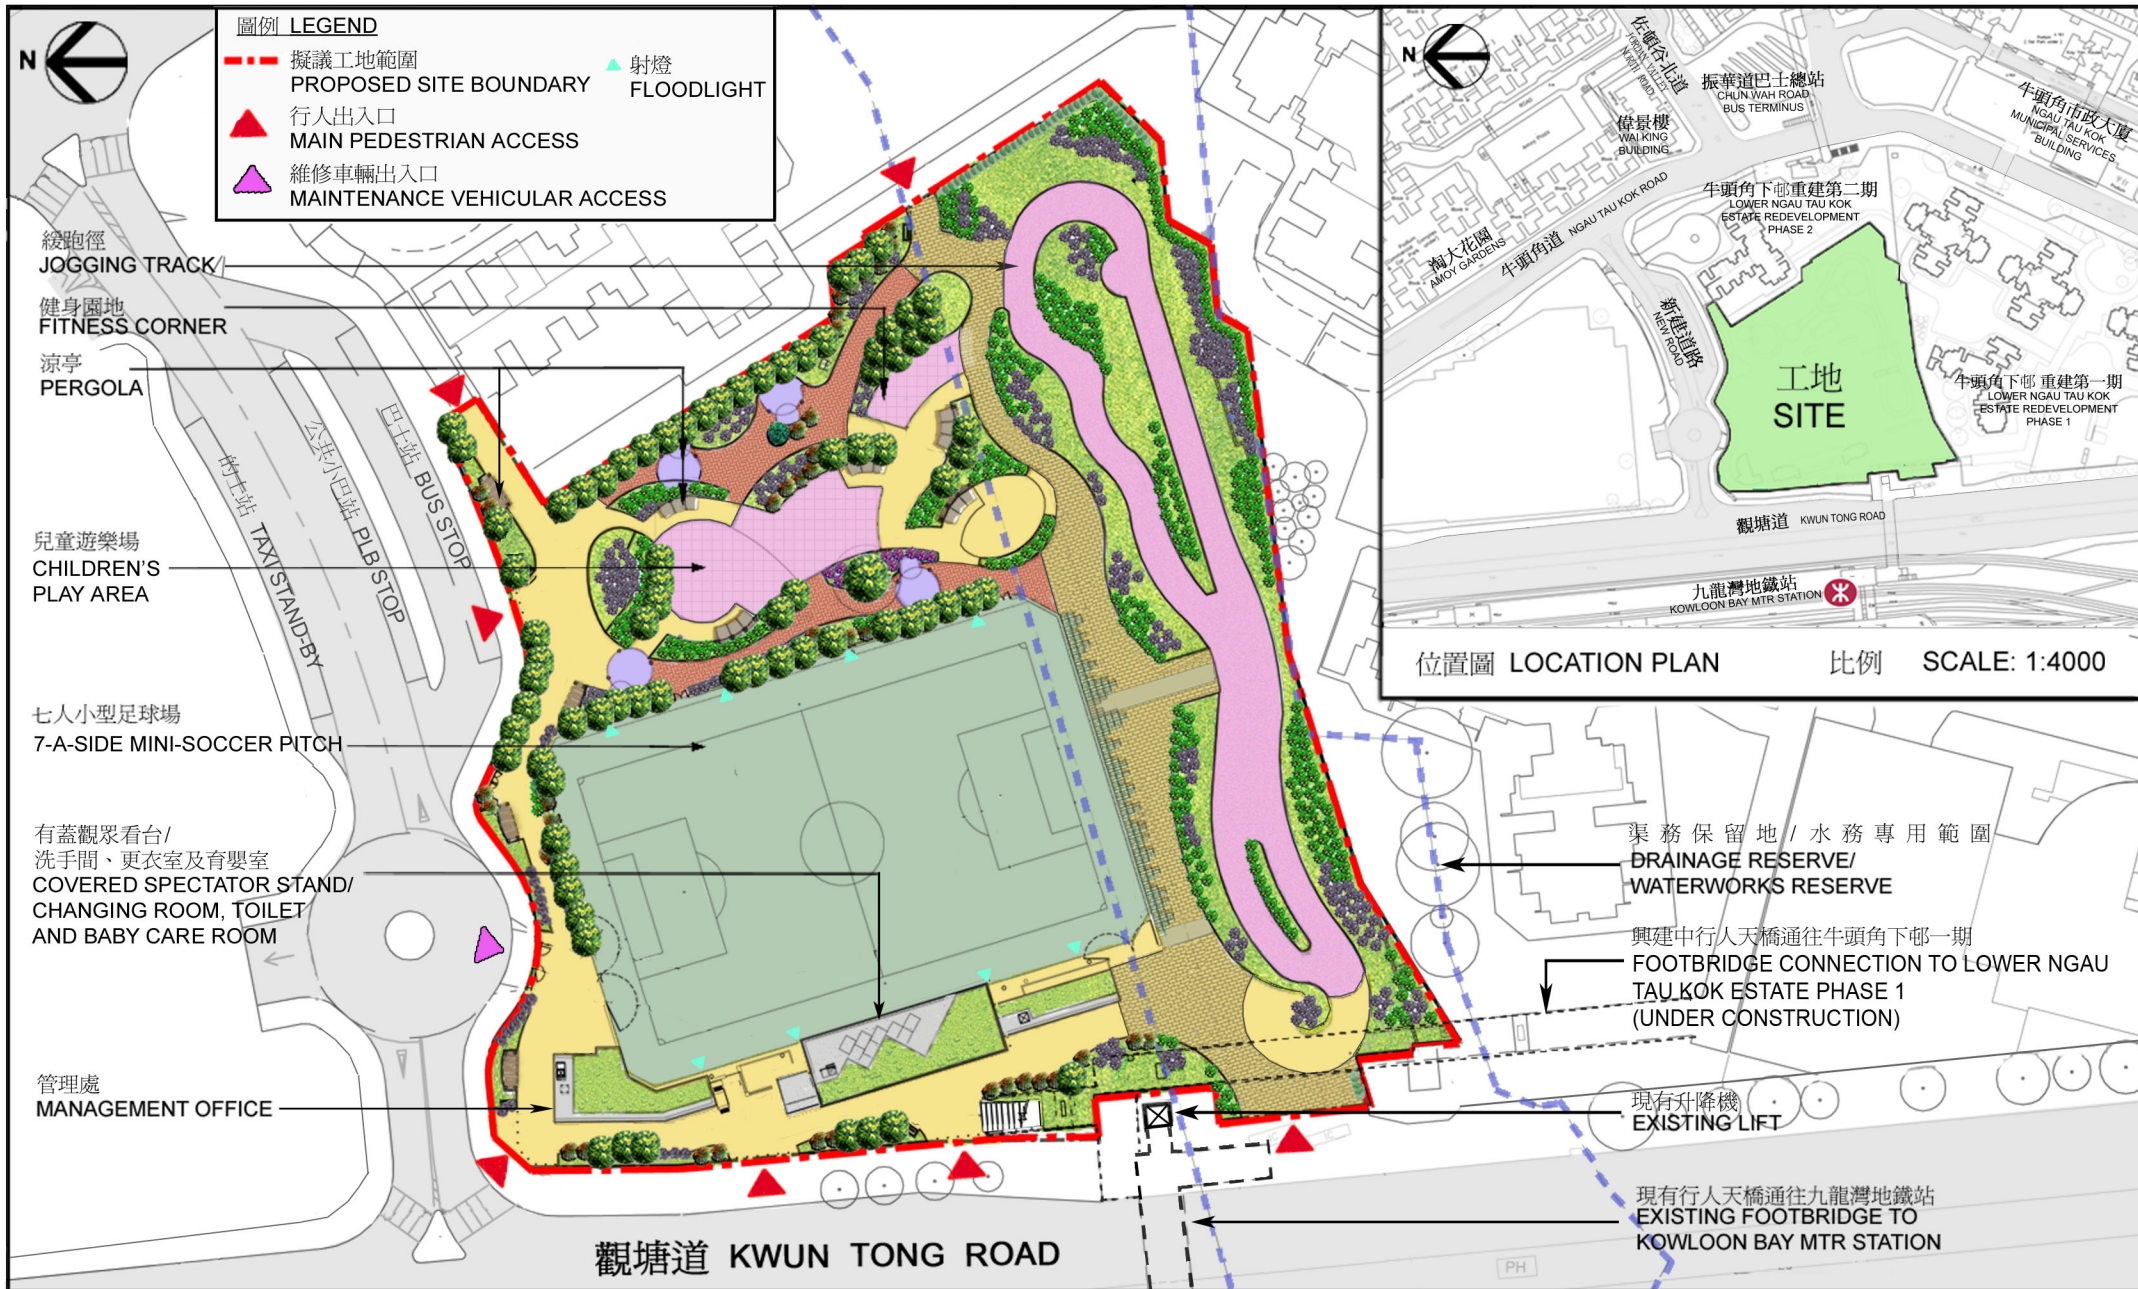 N
圖例 LEGEND
擬議工地範圍
PROPOSED SITE BOUNDARY
射燈
FLOODLIGHT
行人出入口
MAIN PEDESTRIAN ACCESS
維修車輛出入口
MAINTENANCE VEHICULAR ACCESS
緩跑徑
JOGGING TRACK
健身園地
FITNESS CORNER
涼亭
PERGOLA
兒童遊樂場
CHILDREN'S
PLAY AREA
七人小型足球場
7-A-SIDE MINI-SOCCER PITCH
有蓋觀眾看台/
洗手間、更衣室及育嬰室
COVERED SPECTATOR STAND/
CHANGING ROOM, TOILET
AND BABY CARE ROOM
管理處
MANAGEMENT OFFICE
的士站 TAXI STAND-BY
公共小巴站 PLB STOP
巴士站 BUS STOP
觀塘道 KWUN TONG ROAD
渠務保留地/水務專用範圍
DRAINAGE RESERVE/
WATERWORKS RESERVE
興建中行人天橋通往牛頭角下邨一期
FOOTBRIDGE CONNECTION TO LOWER NGAU
TAU KOK ESTATE PHASE 1
(UNDER CONSTRUCTION)
現有升降機
EXISTING LIFT
現有行人天橋通往九龍灣地鐵站
EXISTING FOOTBRIDGE TO
KOWLOON BAY MTR STATION
PH
N
佐頓谷北道
JORDAN VALLEY
NORTH ROAD
振華道巴士總站
CHUN WAH ROAD
BUS TERMINUS
偉景樓
WAI KING
BUILDING
牛頭角市政大廈
NGAU TAU KOK
MUNICIPAL SERVICES
BUILDING
牛頭角下邨重建第二期
LOWER NGAU TAU KOK
ESTATE REDEVELOPMENT
PHASE 2
淘大花園
AMOY GARDENS
牛頭角道 NGAU TAU KOK ROAD
新建道路
NEW ROAD
工地
SITE
牛頭角下邨 重建第一期
LOWER NGAU TAU KOK
ESTATE REDEVELOPMENT
PHASE 1
觀塘道 KWUN TONG ROAD
九龍灣地鐵站
KOWLOON BAY MTR STATION
位置圖 LOCATION PLAN
比例 SCALE: 1:4000